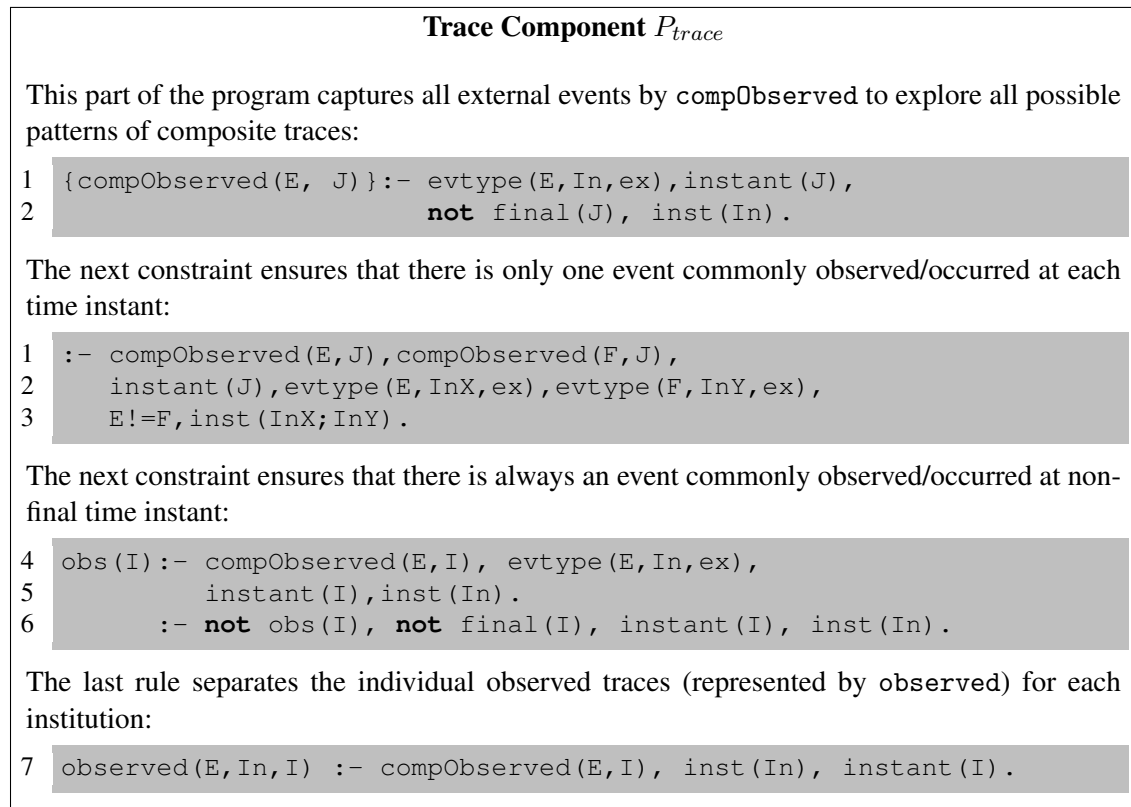 Trace Component P_trace
This part of the program captures all external events by compObserved to explore all possible
patterns of composite traces:
1 {compObserved(E, J)}:- evtype(E,In,ex),instant(J),
2 not final(J), inst(In).
The next constraint ensures that there is only one event commonly observed/occurred at each
time instant:
1 :- compObserved(E,J),compObserved(F,J),
2 instant(J),evtype(E,InX,ex),evtype(F,InY,ex),
3 E!=F,inst(InX;InY).
The next constraint ensures that there is always an event commonly observed/occurred at non-
final time instant:
4 obs(I):- compObserved(E,I), evtype(E,In,ex),
5 instant(I),inst(In).
6 :- not obs(I), not final(I), instant(I), inst(In).
The last rule separates the individual observed traces (represented by observed) for each
institution:
7 observed(E,In,I) :- compObserved(E,I), inst(In), instant(I).